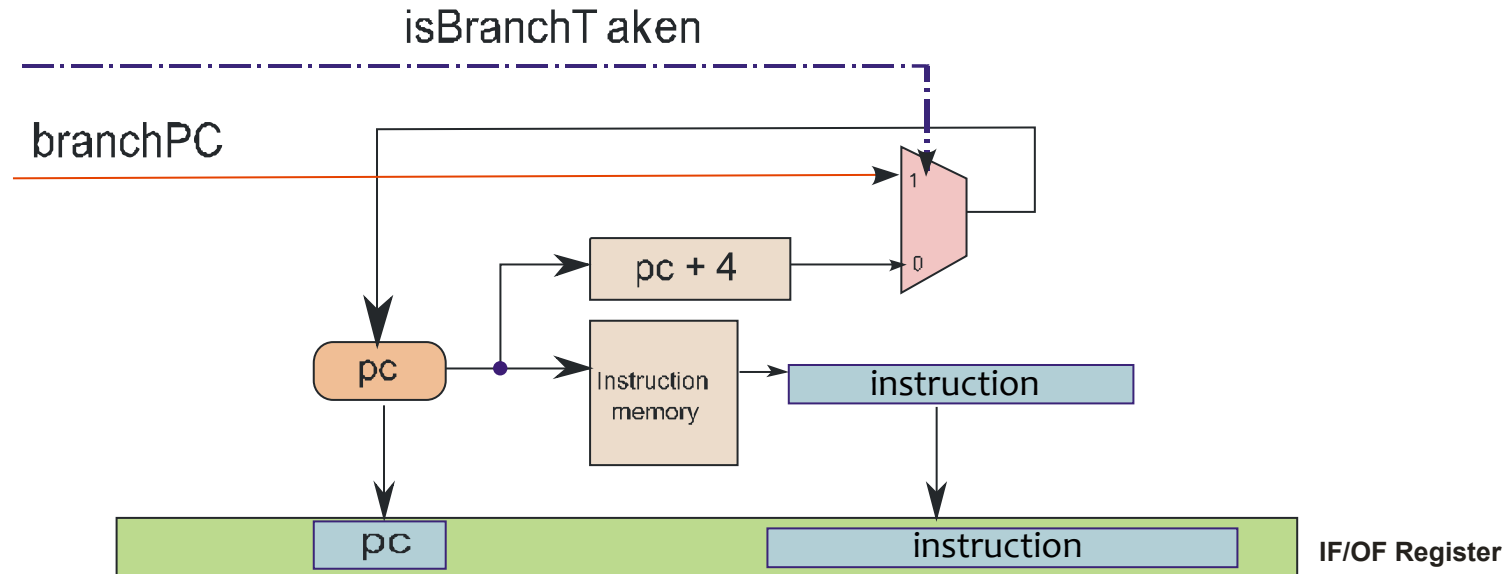 isBranchT aken
branchPC
1
pc + 4
0
pc
Instruction
memory
instruction
pc
instruction
IF/OF Register